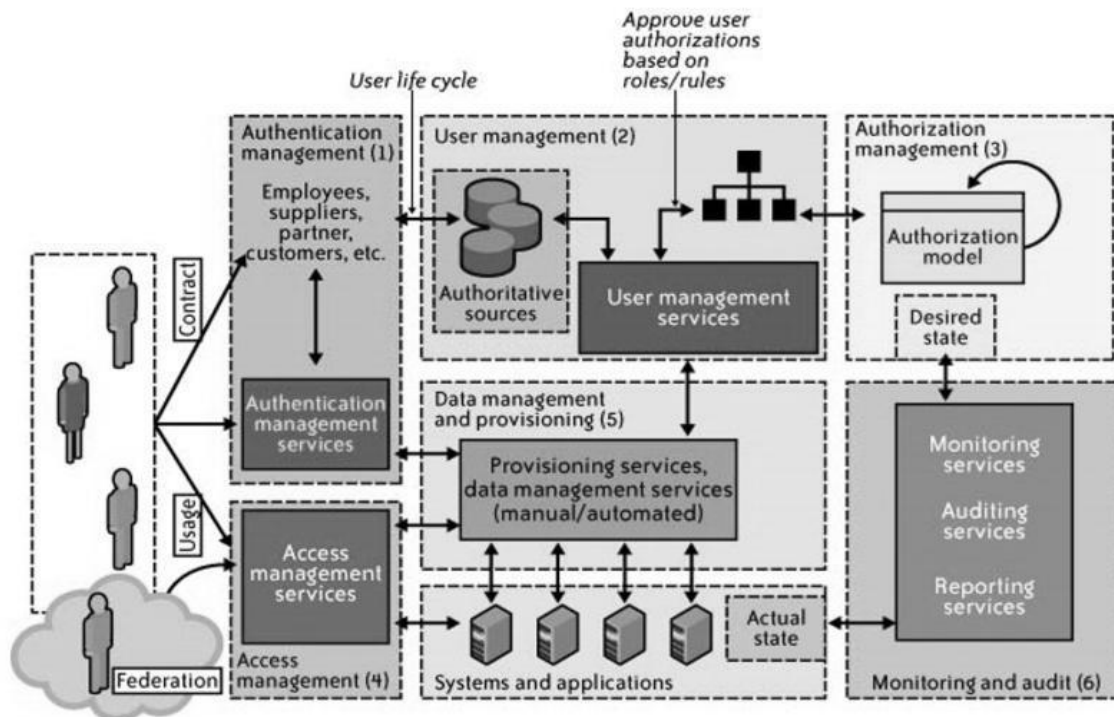 Approve user
authorizations
based on
roles/rules
User life cycle
Authentication
management (1)
Employees,
suppliers,
partner,
customers, etc.
Authentication
management
services
User management (2)
Authoritative
sources
User management
services
Authorization
management (3)
Authorization
model
Desired
state
Contract
Usage
Federation
Access
management
services
Access
management (4)
Data management
and provisioning (5)
Provisioning services,
data management services
(manual/automated)
Systems and applications
Actual
state
Monitoring
services
Auditing
services
Reporting
services
Monitoring and audit (6)